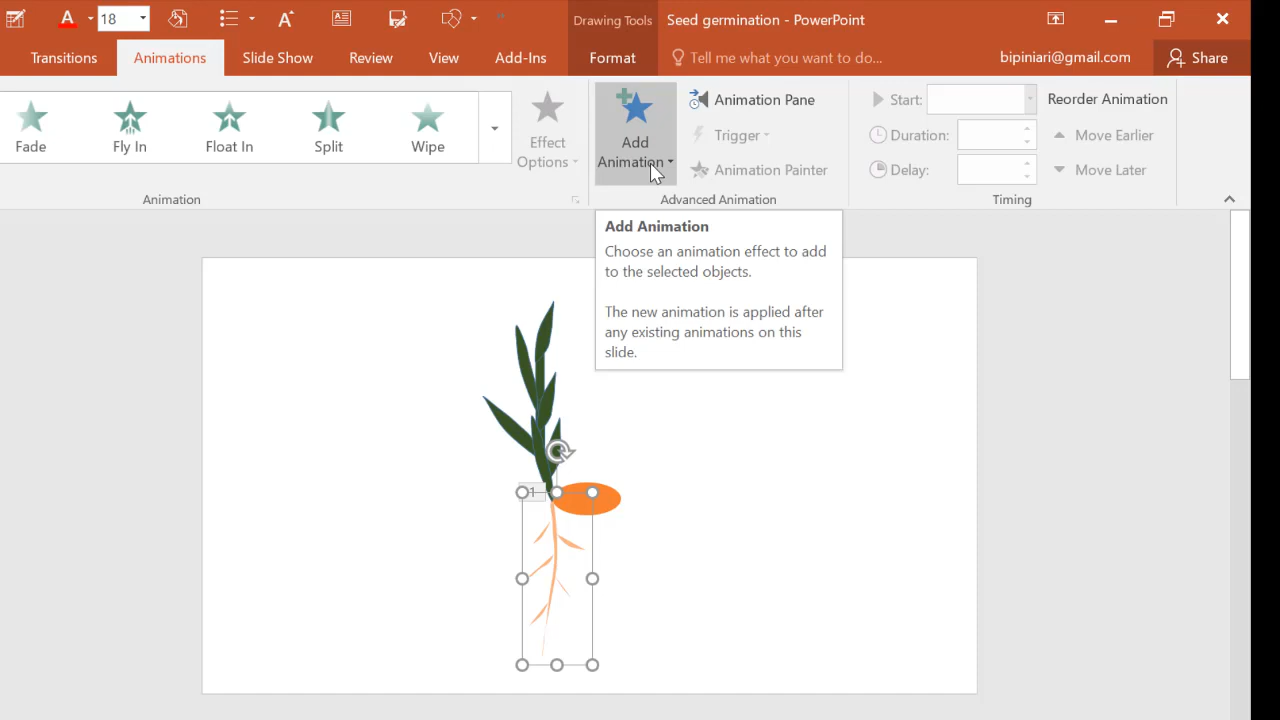 A 18 A Drawing Tools Seed germination - PowerPoint
Transitions Animations Slide Show Review View Add-Ins Format Tell me what you want to do... bipiniari@gmail.com Share
Fade Fly In Float In Split Wipe
Effect
Options
Add
Animation
Animation Pane
Trigger
Animation Painter
Start:
Duration:
Delay:
Reorder Animation
Move Earlier
Move Later
Animation Advanced Animation Timing
Add Animation
Choose an animation effect to add
to the selected objects.
The new animation is applied after
any existing animations on this
slide.
1